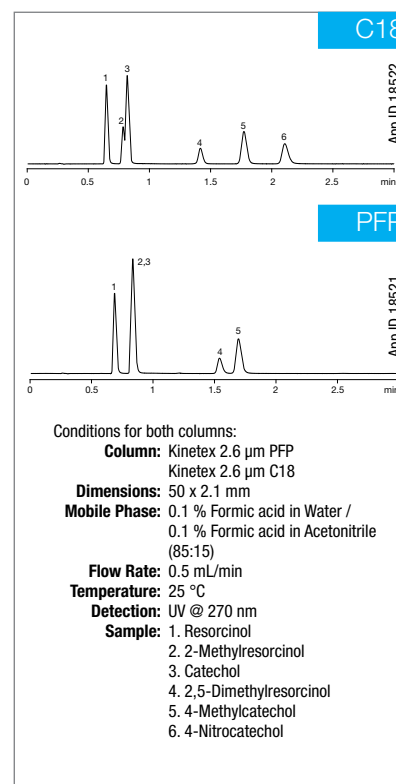 C18
App ID 18522
3
1
2
4
5
6
0 0.5 1 1.5 2 2.5 min
PFP
App ID 18521
2,3
1
5
4
0 0.5 1 1.5 2 2.5 min
Conditions for both columns:
Column: Kinetex 2.6 µm PFP
Kinetex 2.6 µm C18
Dimensions: 50 x 2.1 mm
Mobile Phase: 0.1 % Formic acid in Water /
0.1 % Formic acid in Acetonitrile
(85:15)
Flow Rate: 0.5 mL/min
Temperature: 25 °C
Detection: UV @ 270 nm
Sample: 1. Resorcinol
2. 2-Methylresorcinol
3. Catechol
4. 2,5-Dimethylresorcinol
5. 4-Methylcatechol
6. 4-Nitrocatechol